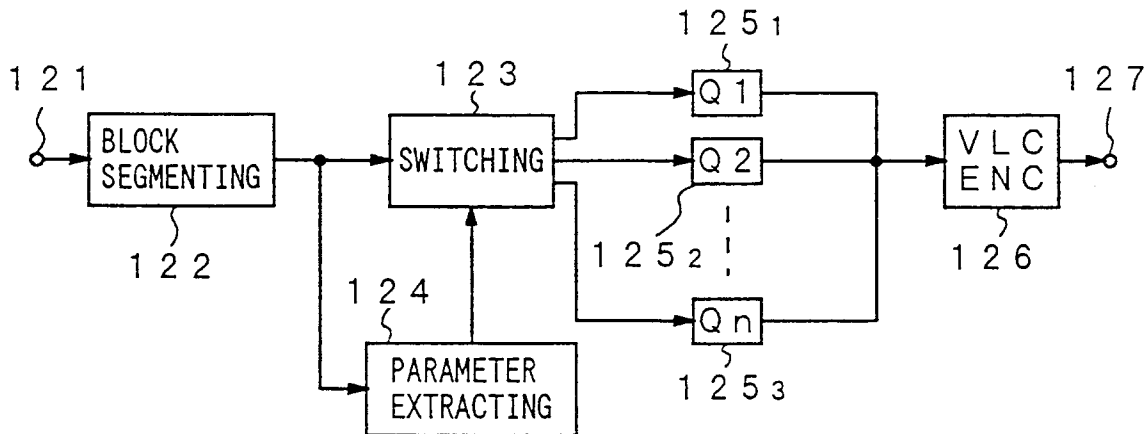 121
BLOCK
SEGMENTING
122
123
SWITCHING
124
PARAMETER
EXTRACTING
125₁
Q1
Q2
125₂
Qn
125₃
VLC
ENC
126
127